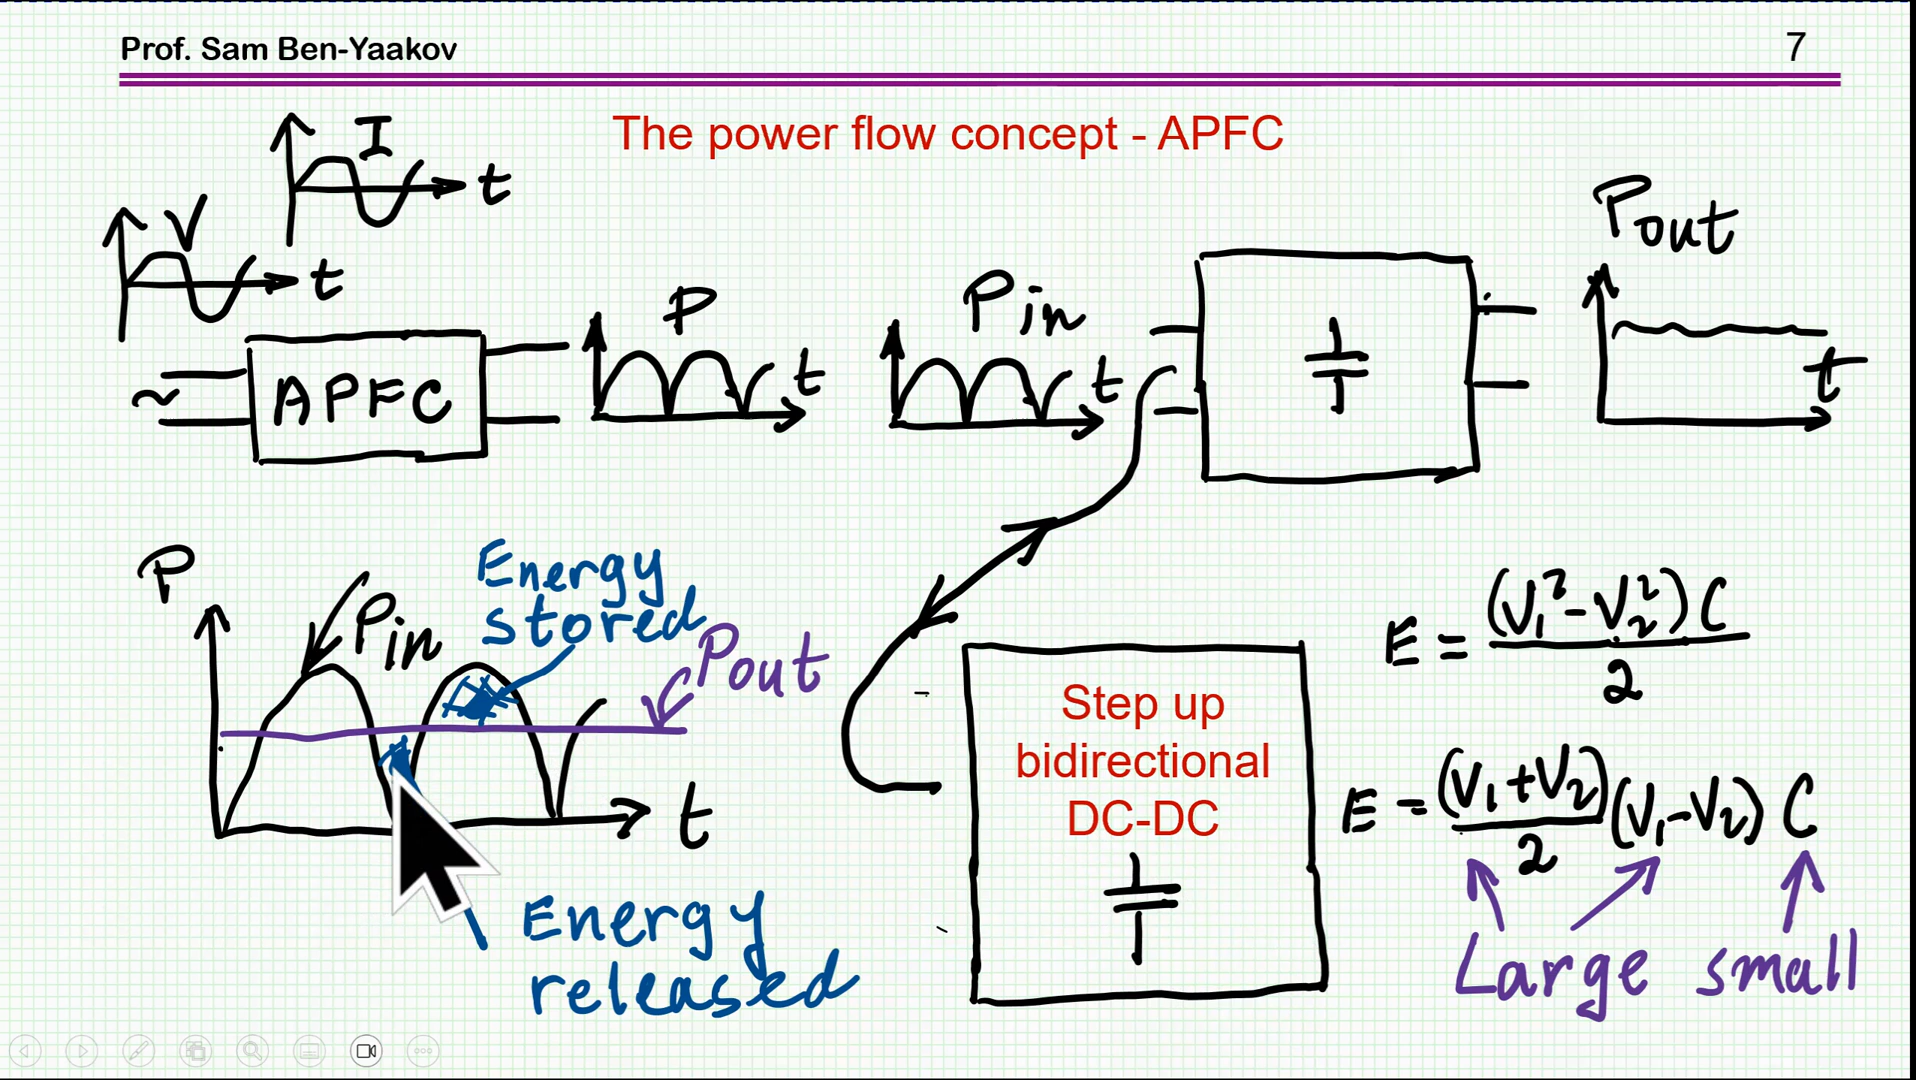 Prof. Sam Ben-Yaakov
7
The power flow concept - APFC
I
t
V
t
~
APFC
P
t
Pin
t
Pout
t
P
Pin
Energy
stored
Pout
t
Energy
released
Step up
bidirectional
DC-DC
E = (V₁² - V₂²) C / 2
E = (V₁ + V₂) / 2 (V₁ - V₂) C
Large small